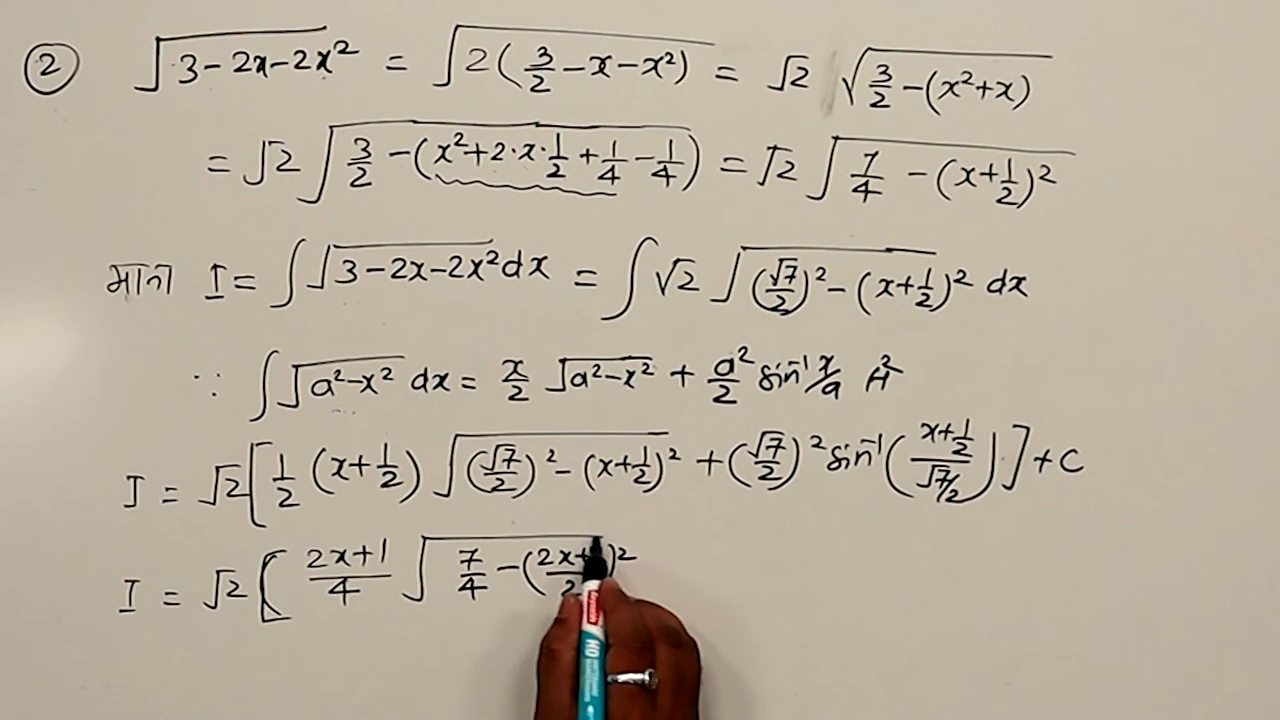 ② √(3-2x-2x²) = √(2(3/2-x-x²)) = √2 √(3/2-(x²+x))
= √2 √(3/2-(x²+2·x·1/2+1/4-1/4)) = √2 √(7/4-(x+1/2)²)
माना I = ∫√(3-2x-2x²)dx = ∫√2 √((√7/2)²-(x+1/2)²) dx
∵ ∫√(a²-x²) dx = x/2 √(a²-x²) + a²/2 sin⁻¹ x/a से
I = √2[1/2 (x+1/2) √((√7/2)²-(x+1/2)²) + (√7/2)² sin⁻¹((x+1/2)/(√7/2))] + C
I = √2[(2x+1)/4 √(7/4-(2x+)/2)²